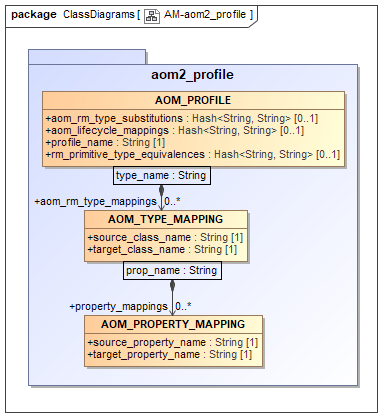 package ClassDiagrams [ AM-aom2_profile ]
aom2_profile
AOM_PROFILE
+aom_rm_type_substitutions : Hash<String, String> [0..1]
+aom_lifecycle_mappings : Hash<String, String> [0..1]
+profile_name : String [1]
+rm_primitive_type_equivalences : Hash<String, String> [0..1]
type_name : String
+aom_rm_type_mappings 0..*
AOM_TYPE_MAPPING
+source_class_name : String [1]
+target_class_name : String [1]
prop_name : String
+property_mappings 0..*
AOM_PROPERTY_MAPPING
+source_property_name : String [1]
+target_property_name : String [1]